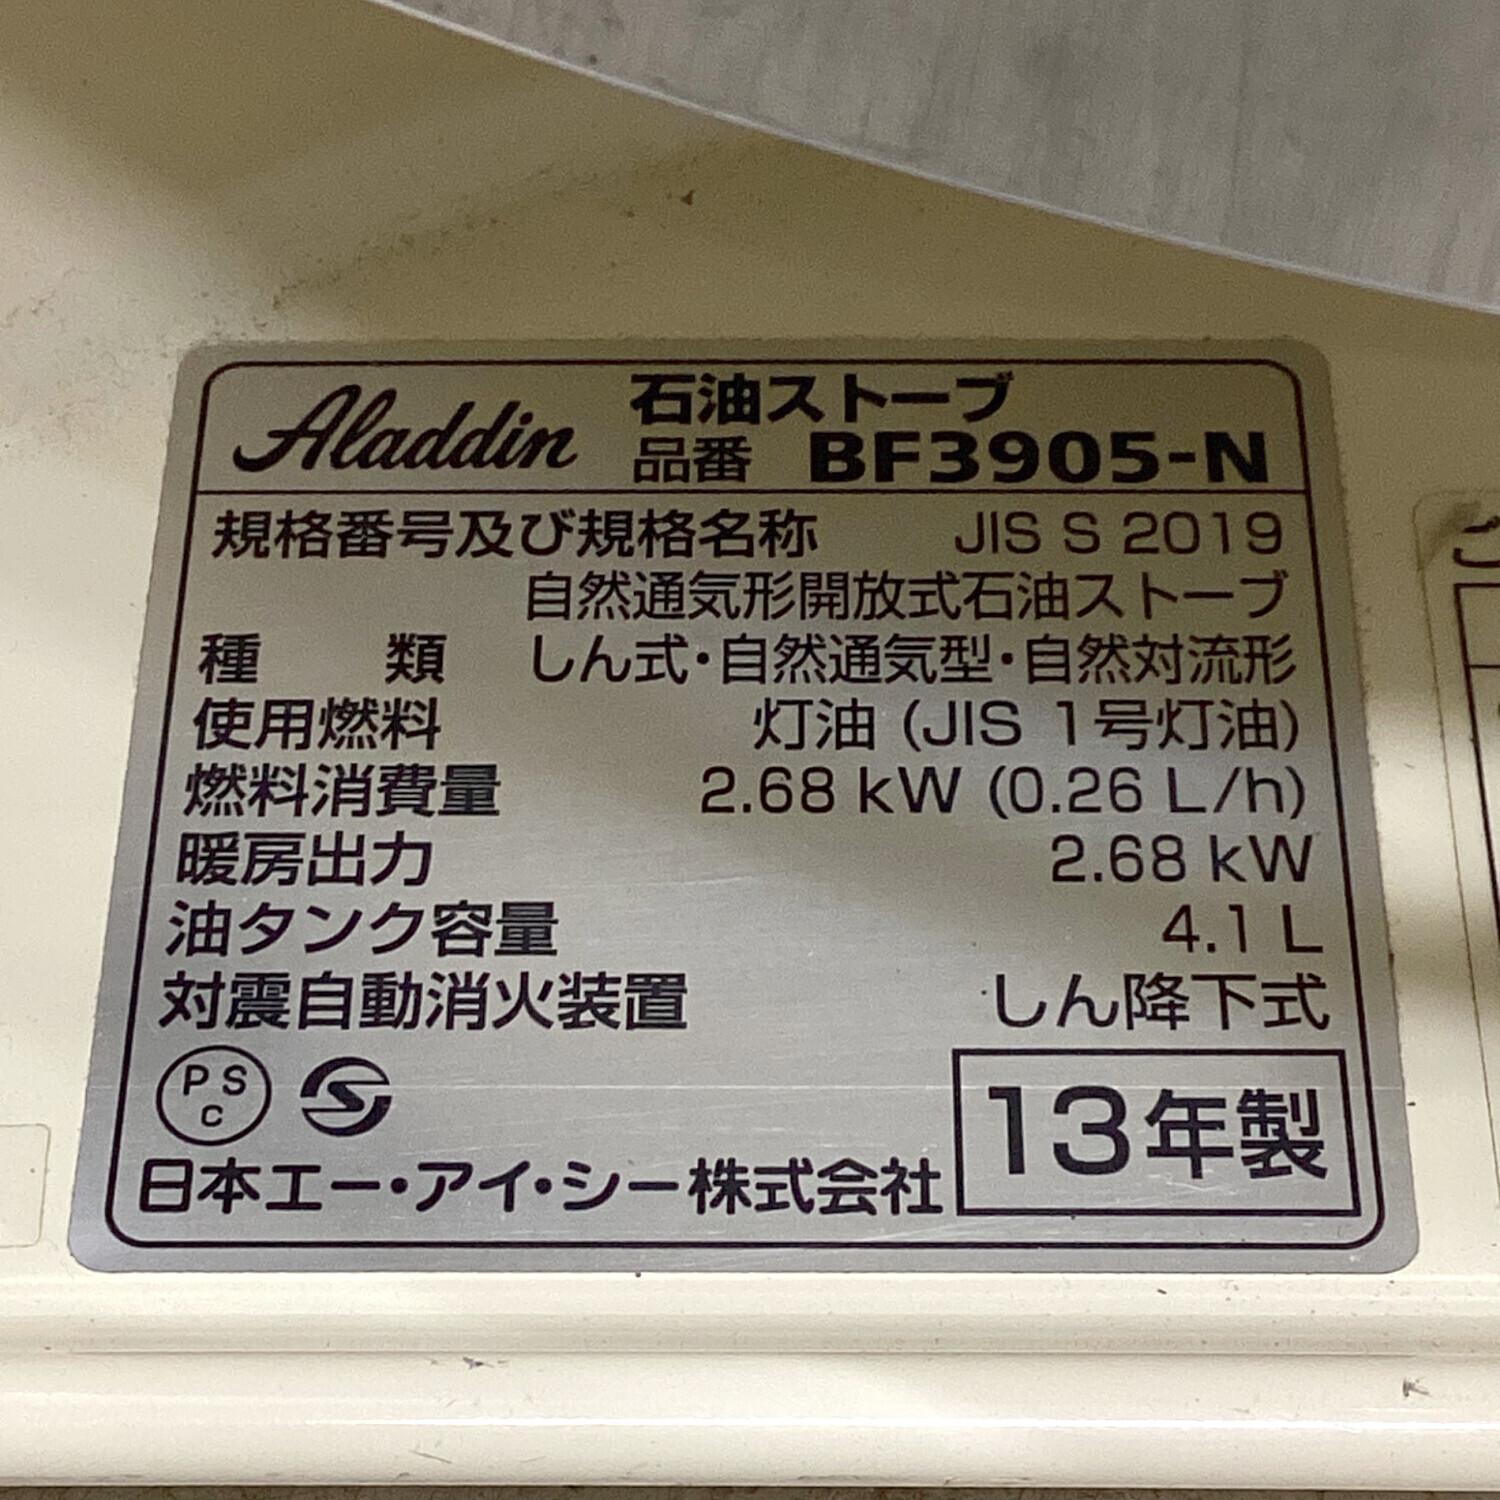 Aladdin 石油ストーブ
品番 BF3905-N
規格番号及び規格名称 JIS S 2019
自然通気形開放式石油ストーブ
種 類 しん式・自然通気型・自然対流形
使用燃料 灯油 (JIS 1号灯油)
燃料消費量 2.68 kW (0.26 L/h)
暖房出力 2.68 kW
油タンク容量 4.1 L
対震自動消火装置 しん降下式
PS
C
13年製
日本エー・アイ・シー株式会社